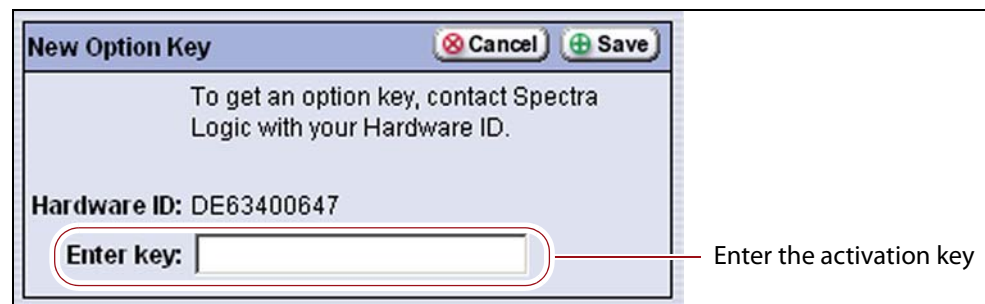 New Option Key Cancel Save
To get an option key, contact Spectra
Logic with your Hardware ID.
Hardware ID: DE63400647
Enter key: Enter the activation key